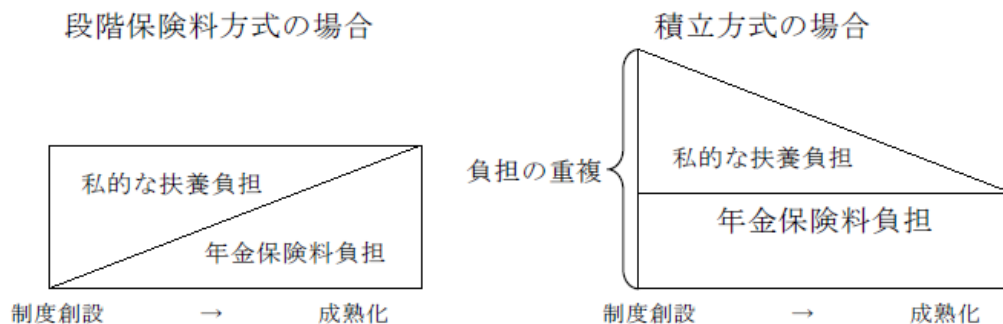 段階保険料方式の場合
私的な扶養負担
年金保険料負担
制度創設 → 成熟化
積立方式の場合
負担の重複
私的な扶養負担
年金保険料負担
制度創設 → 成熟化